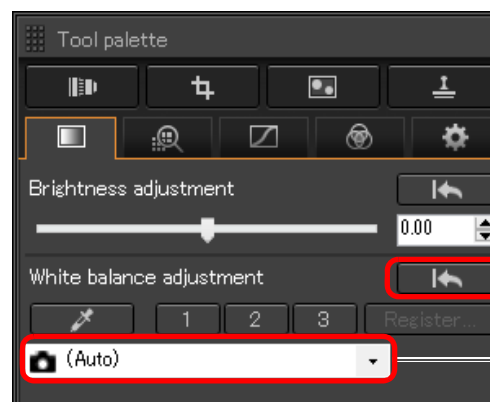 Tool palette
Brightness adjustment
0.00
White balance adjustment
1 2 3 Register...
(Auto)